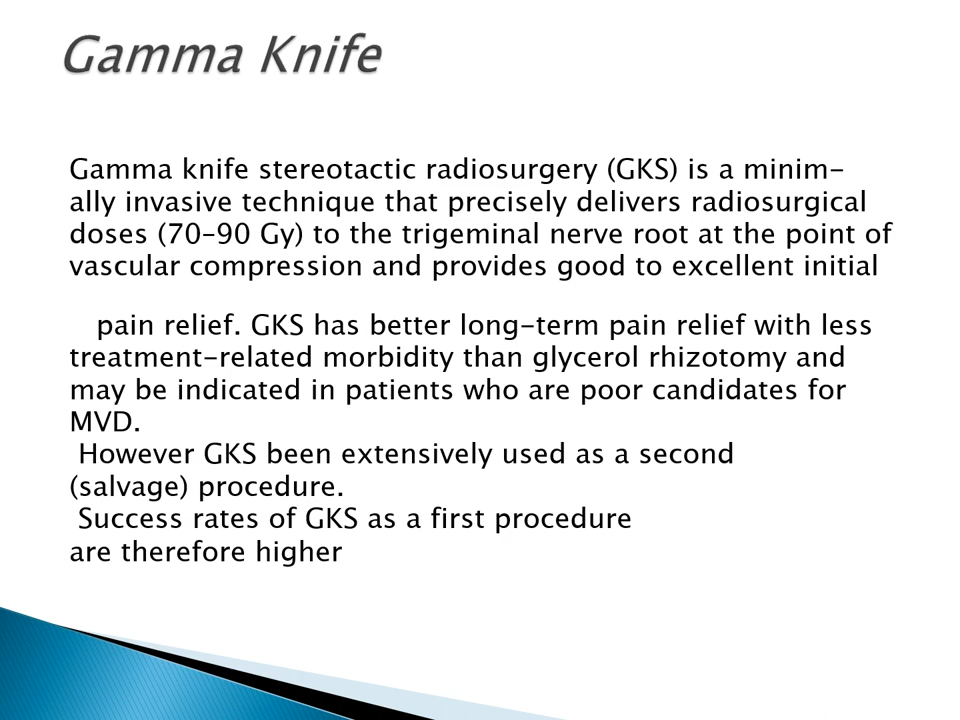 Gamma Knife
Gamma knife stereotactic radiosurgery (GKS) is a minim-
ally invasive technique that precisely delivers radiosurgical
doses (70–90 Gy) to the trigeminal nerve root at the point of
vascular compression and provides good to excellent initial
pain relief. GKS has better long-term pain relief with less
treatment-related morbidity than glycerol rhizotomy and
may be indicated in patients who are poor candidates for
MVD.
However GKS been extensively used as a second
(salvage) procedure.
Success rates of GKS as a first procedure
are therefore higher